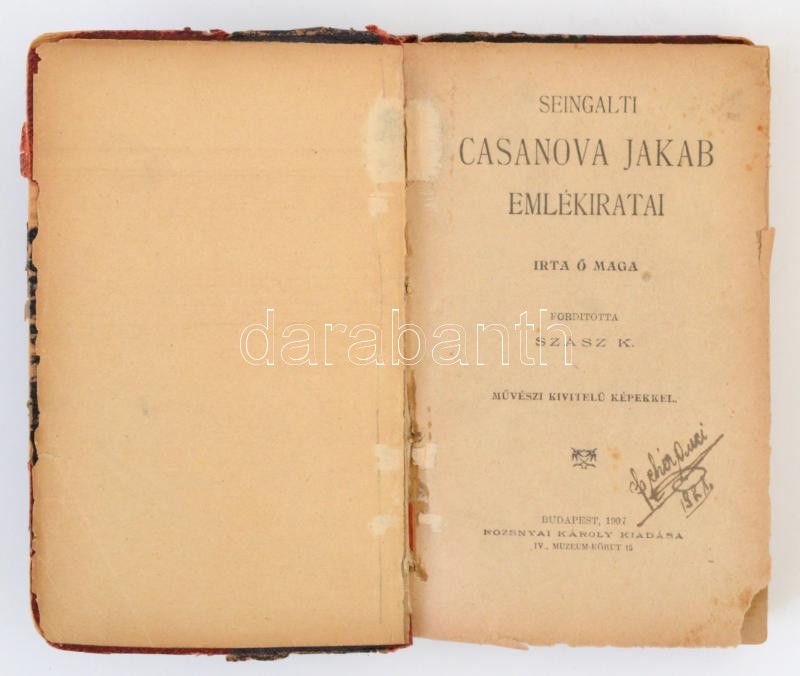 SEINGALTI
CASANOVA JAKAB
EMLÉKIRATAI
IRTA Ő MAGA
FORDITOTTA
SZÁSZ K.
MŰVÉSZI KIVITELŰ KÉPEKKEL.
BUDAPEST, 1907
ROZSNYAI KÁROLY KIADÁSA
IV., MUZEUM-KÖRUT 15
darabanth